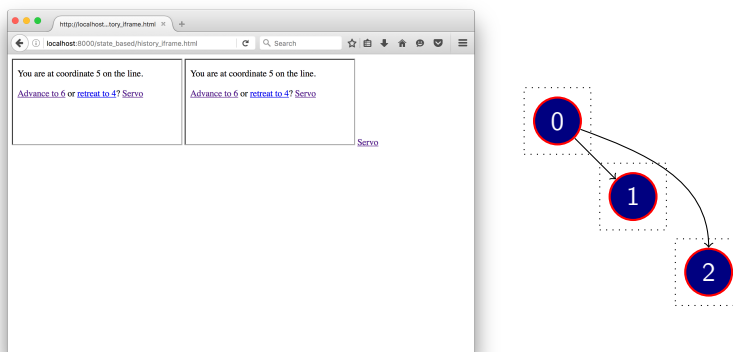 http://localhost...tory_iframe.html × +
localhost:8000/state_based/history_iframe.html
Search
You are at coordinate 5 on the line.
Advance to 6 or retreat to 4? Servo
You are at coordinate 5 on the line.
Advance to 6 or retreat to 4? Servo
Servo
0
1
2